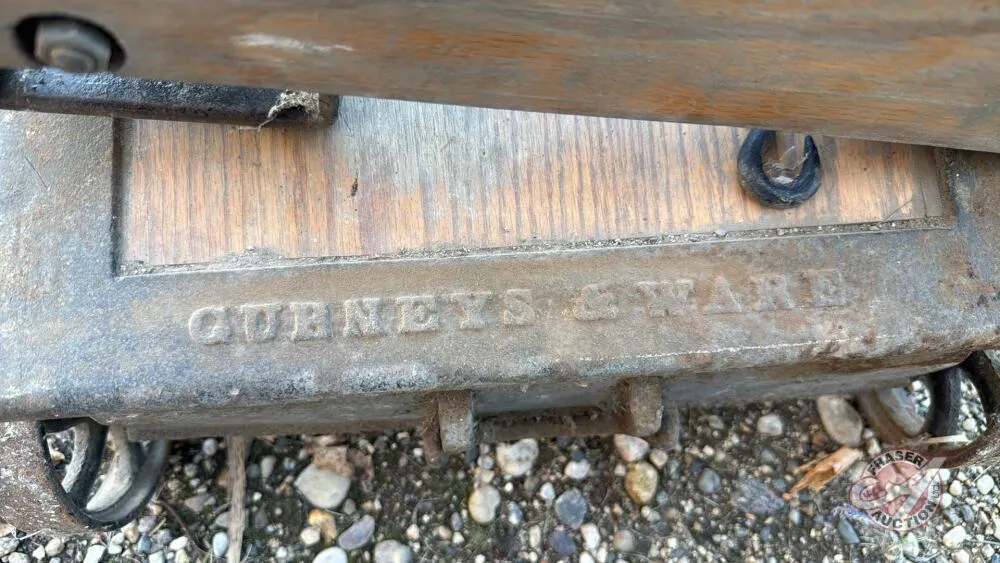 GURNEYS & WARE
FRASER
AUCTION